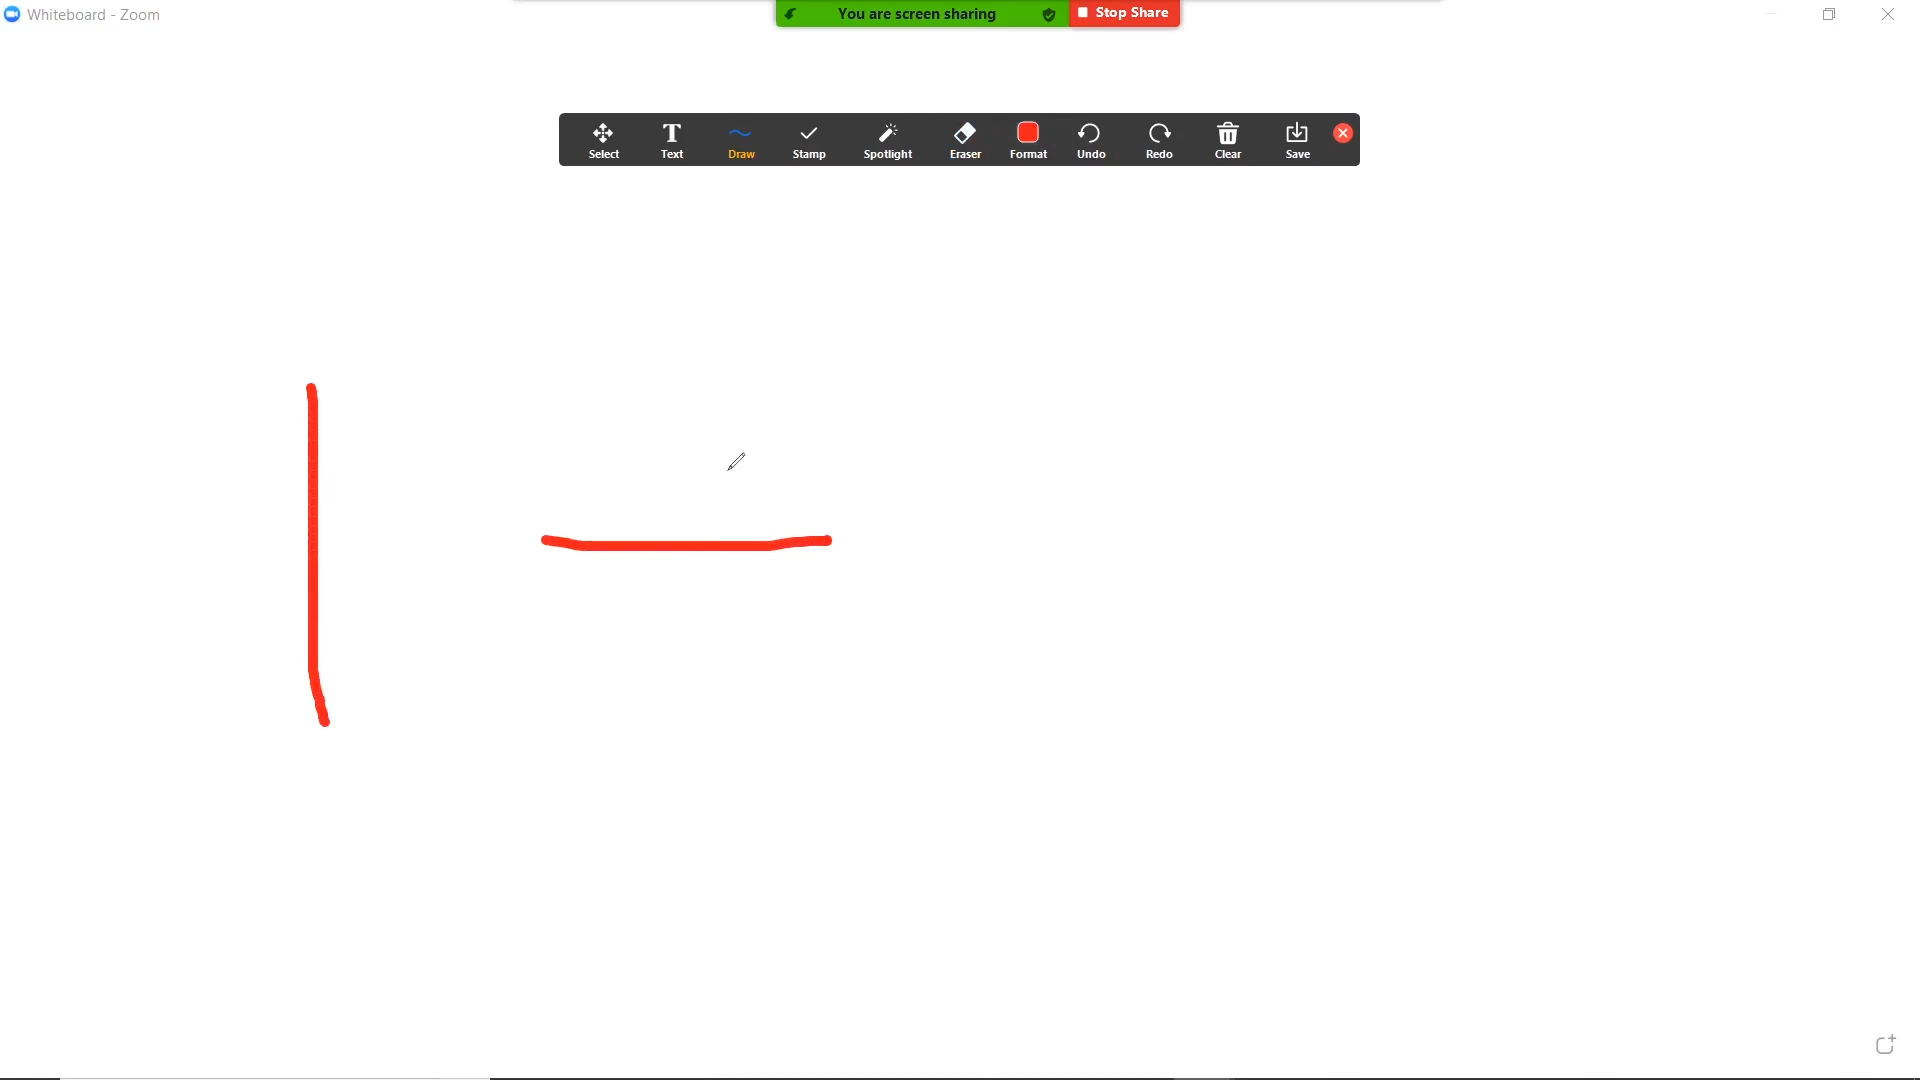 Whiteboard - Zoom
You are screen sharing
Stop Share
Select
Text
Draw
Stamp
Spotlight
Eraser
Format
Undo
Redo
Clear
Save